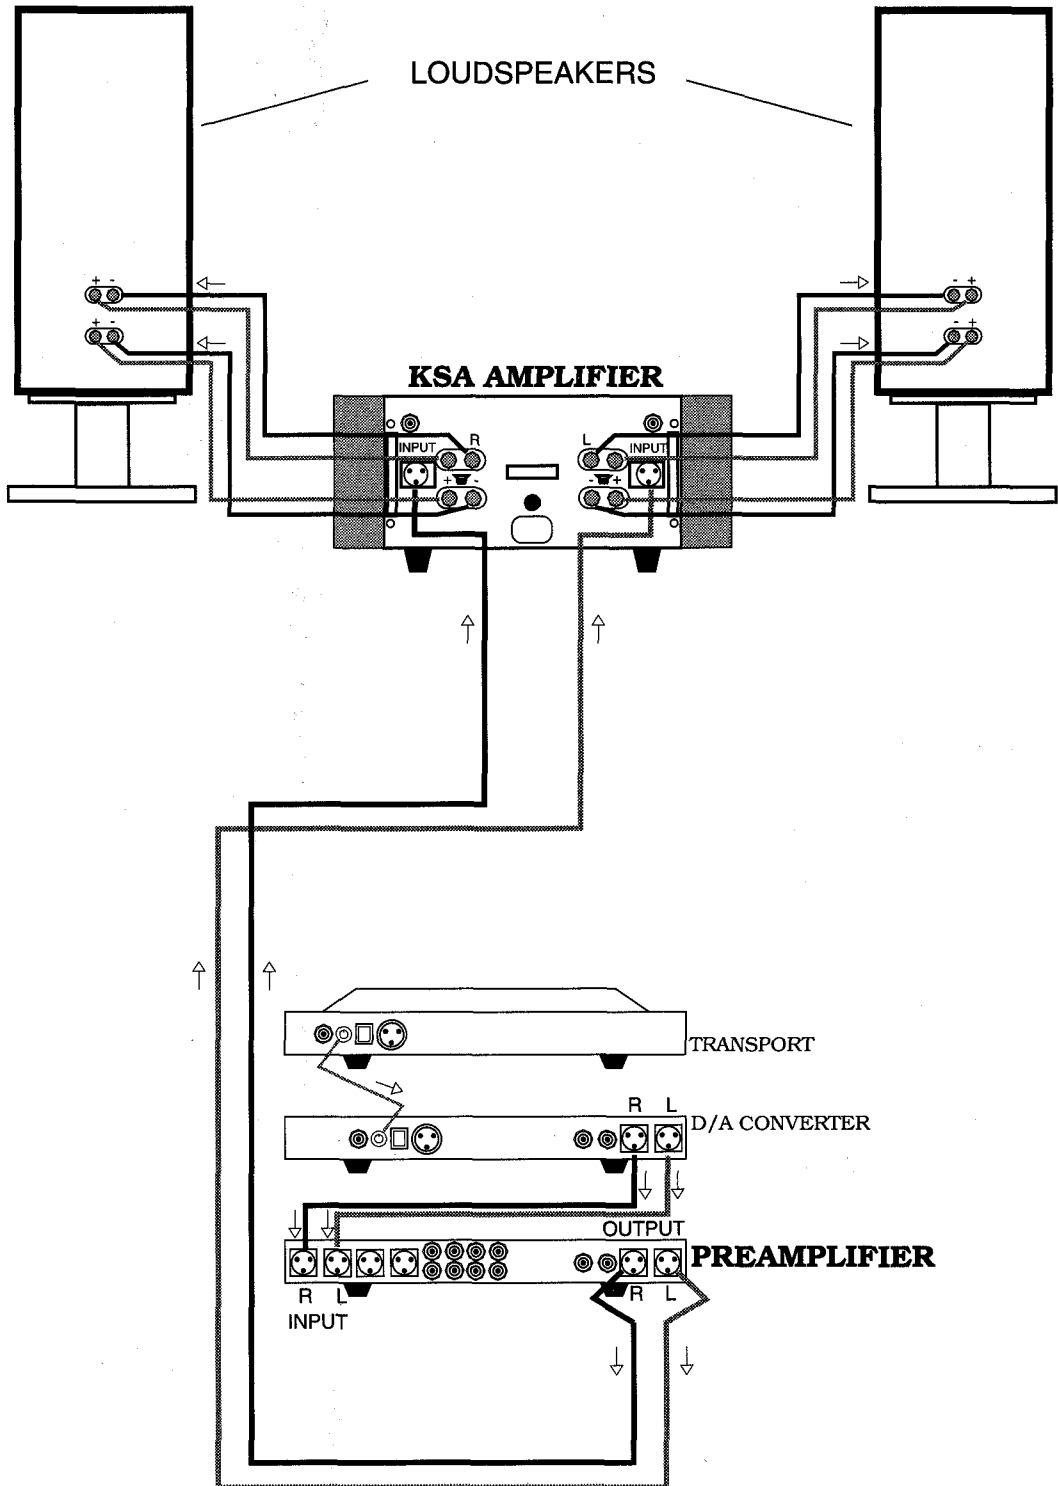 LOUDSPEAKERS
+ -
- +
+ -
- +
KSA AMPLIFIER
R
L
INPUT
INPUT
+ -
- +
TRANSPORT
R L
D/A CONVERTER
OUTPUT
PREAMPLIFIER
R L
R L
INPUT